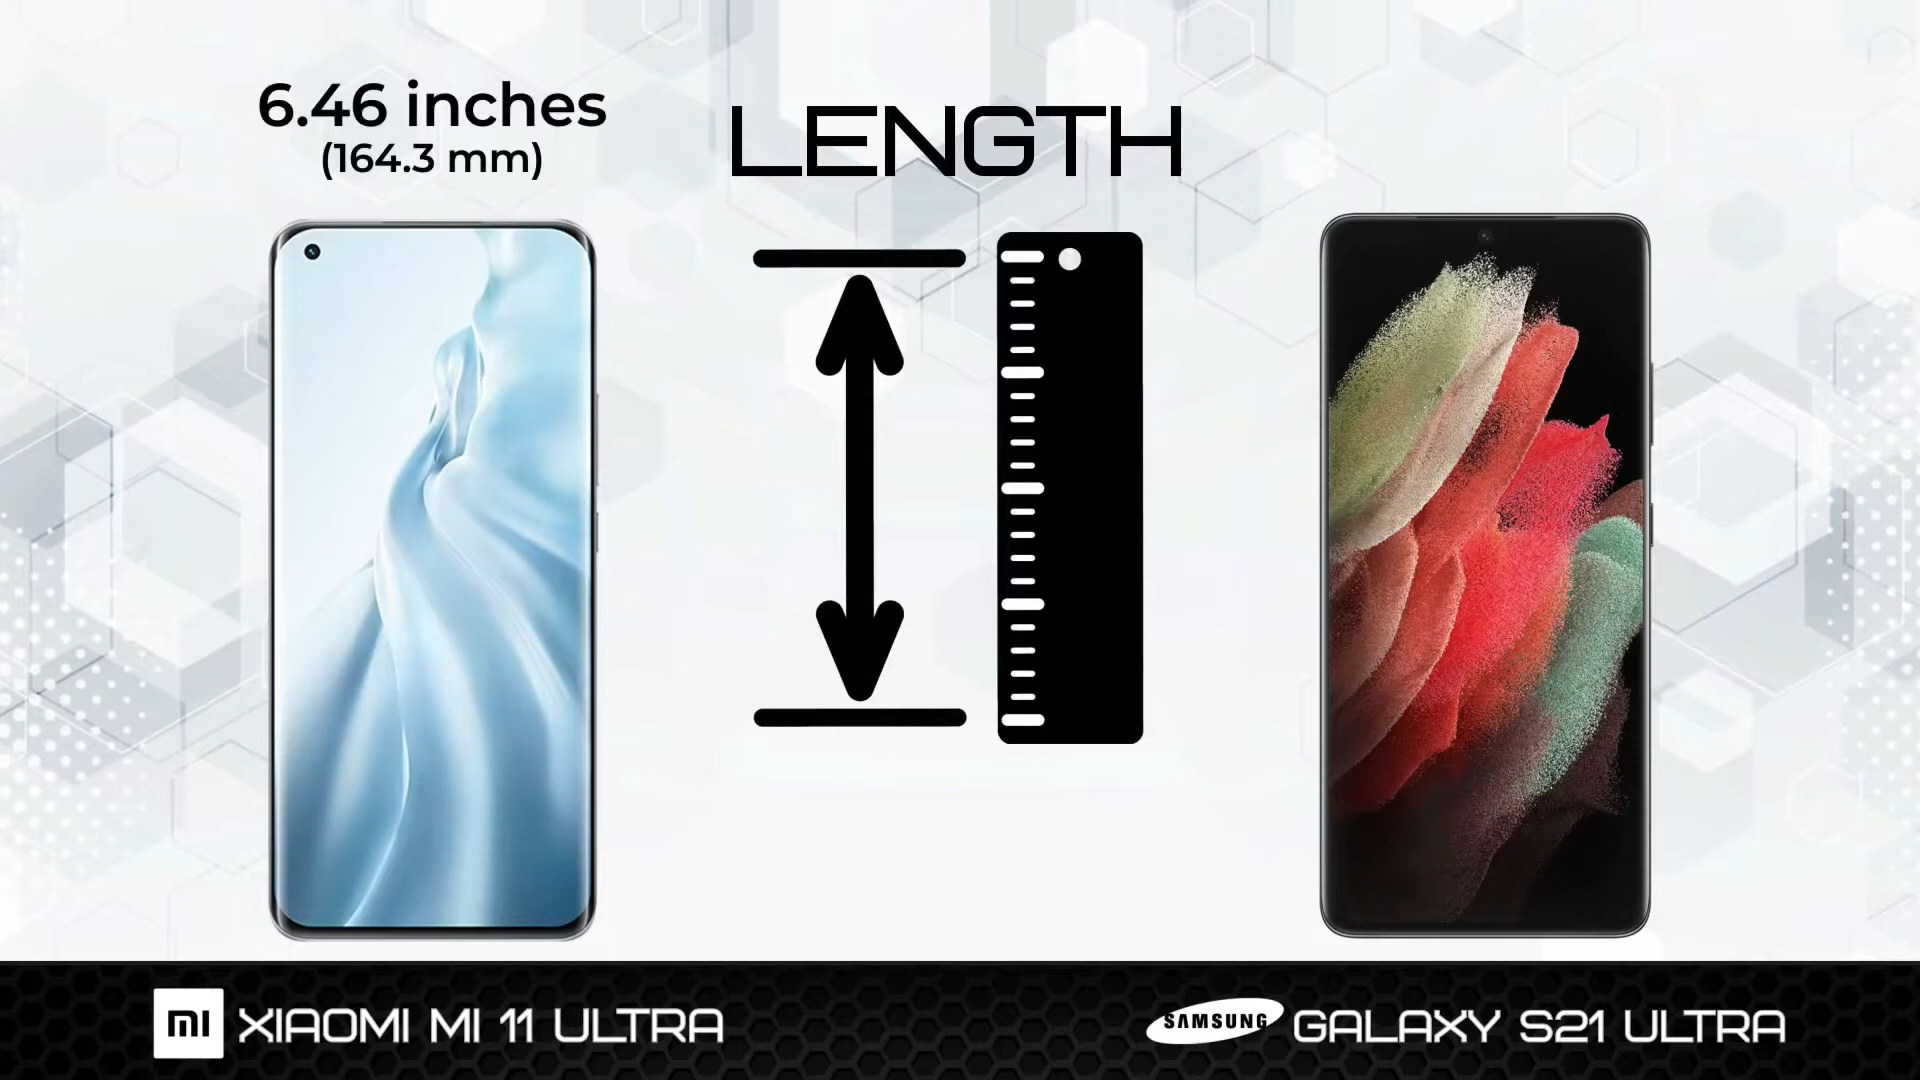 6.46 inches
(164.3 mm)
LENGTH
MI XIAOMI MI 11 ULTRA
SAMSUNG GALAXY S21 ULTRA